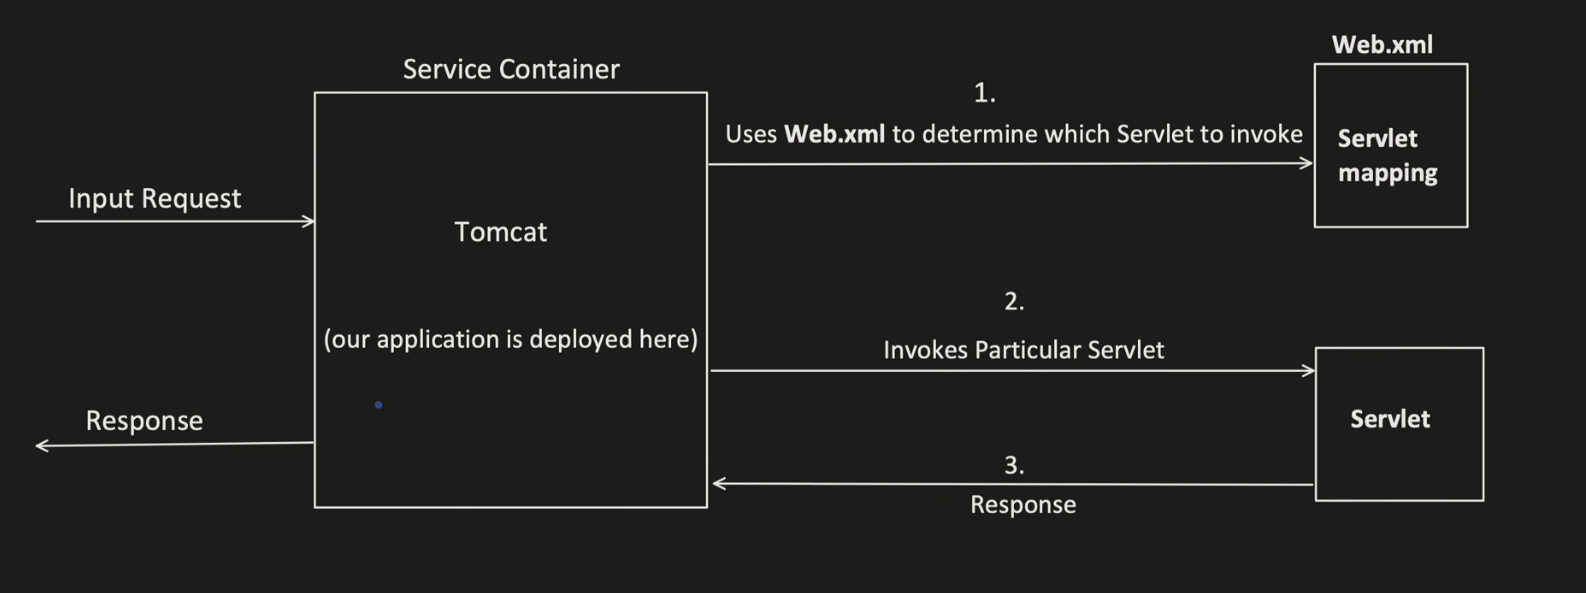 Web.xml
Service Container
1.
Uses Web.xml to determine which Servlet to invoke
Servlet
mapping
Input Request
Tomcat
2.
(our application is deployed here)
Invokes Particular Servlet
Response
Servlet
3.
Response